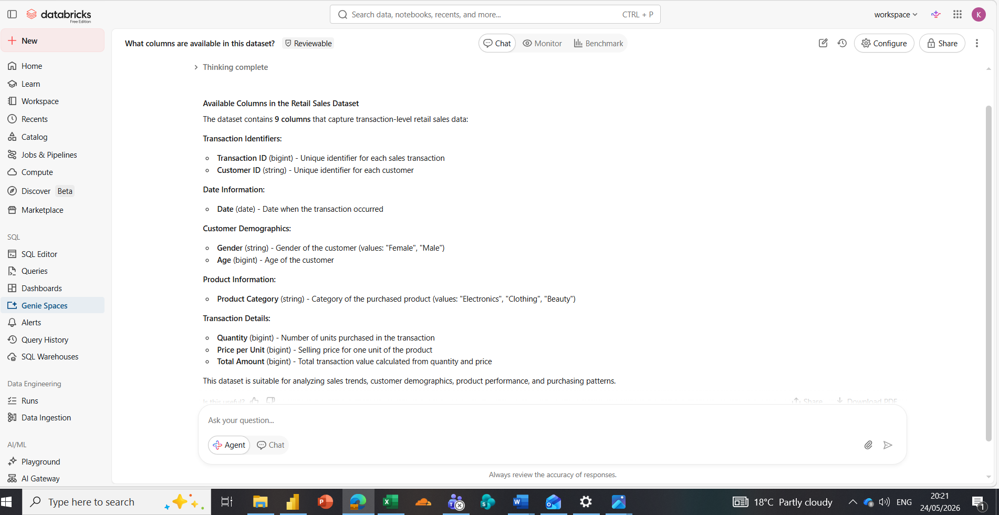 databricks
Free Edition
Search data, notebooks, recents, and more...
CTRL + P
workspace
K
New
Home
Learn
Workspace
Recents
Catalog
Jobs & Pipelines
Compute
Discover Beta
Marketplace
SQL
SQL Editor
Queries
Dashboards
Genie Spaces
Alerts
Query History
SQL Warehouses
Data Engineering
Runs
Data Ingestion
AI/ML
Playground
AI Gateway
What columns are available in this dataset?
Reviewable
Chat
Monitor
Benchmark
Configure
Share
Thinking complete
Available Columns in the Retail Sales Dataset
The dataset contains 9 columns that capture transaction-level retail sales data:
Transaction Identifiers:
Transaction ID (bigint) - Unique identifier for each sales transaction
Customer ID (string) - Unique identifier for each customer
Date Information:
Date (date) - Date when the transaction occurred
Customer Demographics:
Gender (string) - Gender of the customer (values: "Female", "Male")
Age (bigint) - Age of the customer
Product Information:
Product Category (string) - Category of the purchased product (values: "Electronics", "Clothing", "Beauty")
Transaction Details:
Quantity (bigint) - Number of units purchased in the transaction
Price per Unit (bigint) - Selling price for one unit of the product
Total Amount (bigint) - Total transaction value calculated from quantity and price
This dataset is suitable for analyzing sales trends, customer demographics, product performance, and purchasing patterns.
Is this useful?
Share
Download PDF
Ask your question...
Agent
Chat
Always review the accuracy of responses.
Type here to search
18°C Partly cloudy
ENG
20:21
24/05/2026
1